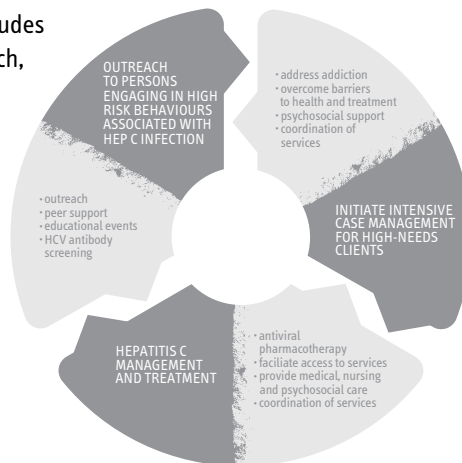 udes
ch,
OUTREACH
TO PERSONS
ENGAGING IN HIGH
RISK BEHAVIOURS
ASSOCIATED WITH
HEP C INFECTION
· outreach
· peer support
· educational events
· HCV antibody
screening
· address addiction
· overcome barriers
to health and treatment
· psychosocial support
· coordination of
services
INITIATE INTENSIVE
CASE MANAGEMENT
FOR HIGH-NEEDS
CLIENTS
HEPATITIS C
MANAGEMENT
AND TREATMENT
· antiviral
pharmacotherapy
· faciliate access to services
· provide medical, nursing
and psychosocial care
· coordination of services